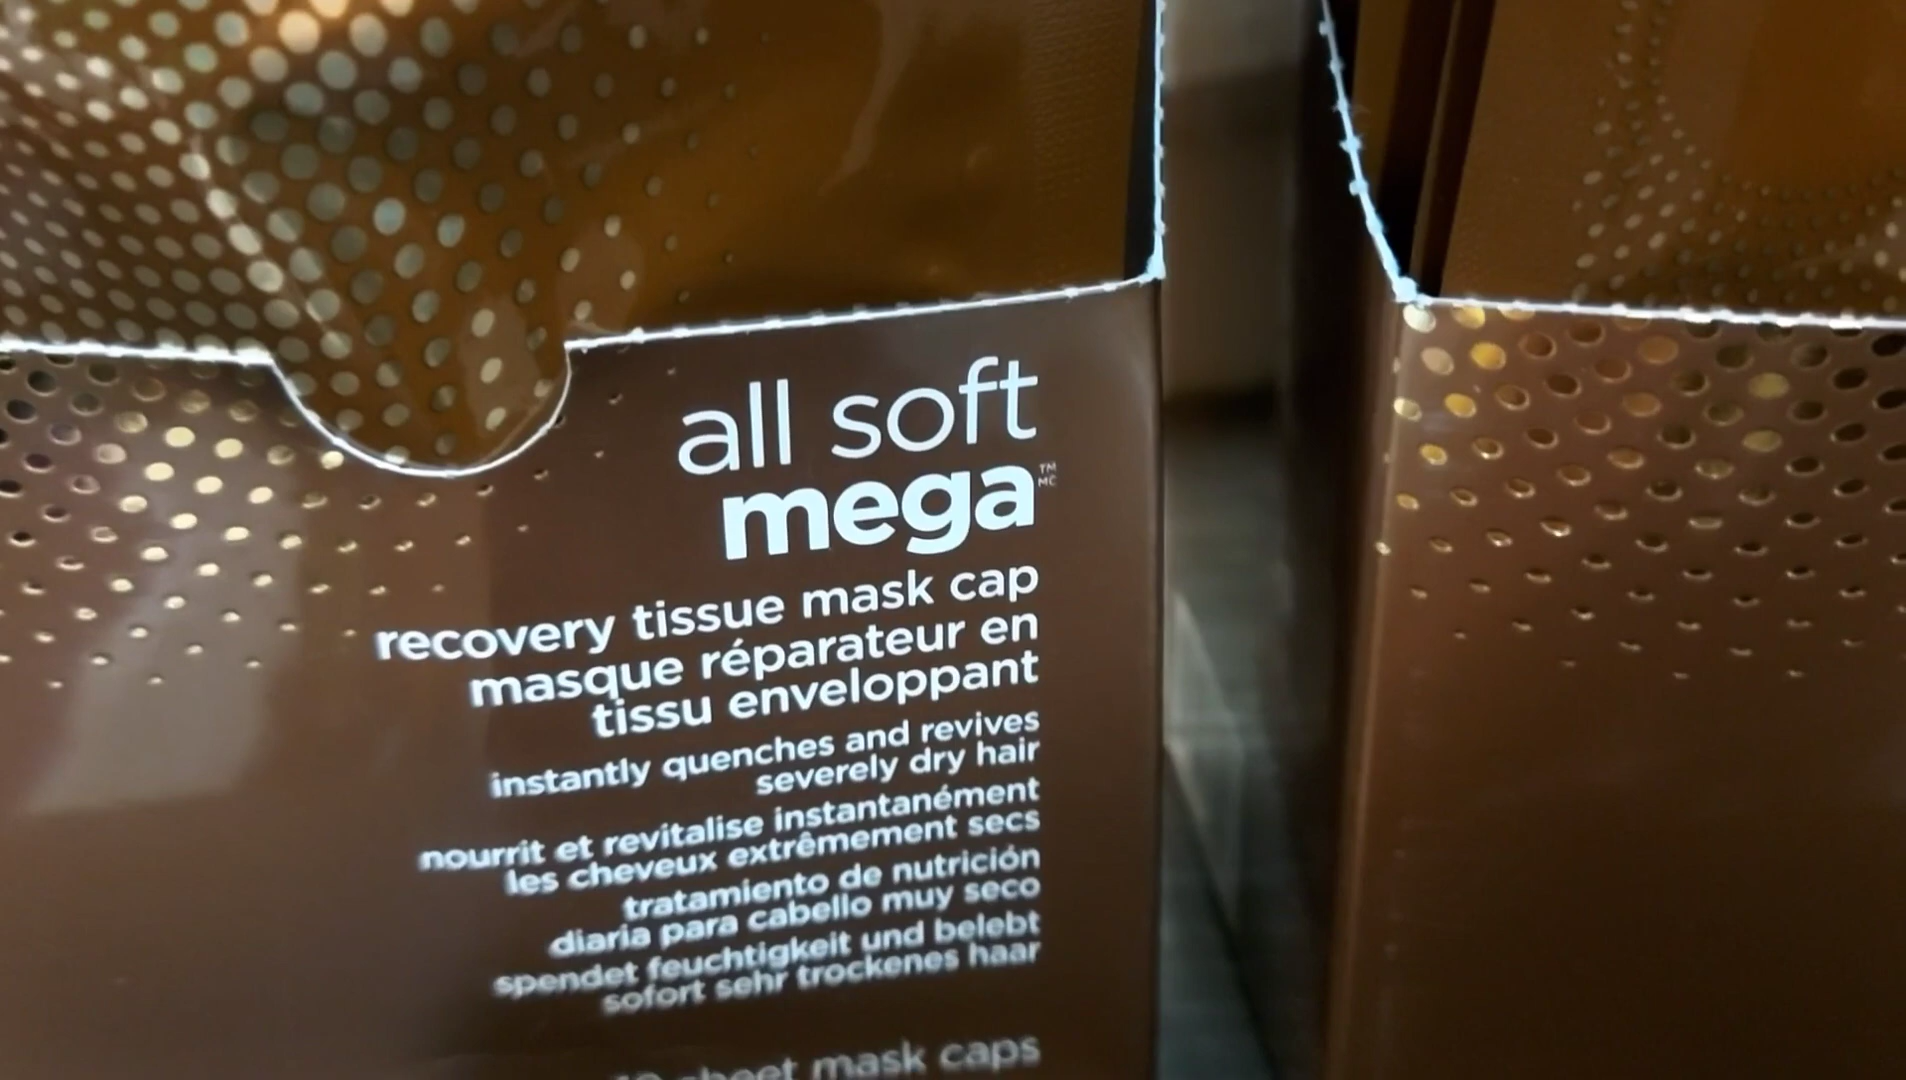 all soft
mega™
MC
recovery tissue mask cap
masque réparateur en
tissu enveloppant
instantly quenches and revives
severely dry hair
nourrit et revitalise instantanément
les cheveux extrêmement secs
tratamiento de nutrición
diaria para cabello muy seco
spendet feuchtigkeit und belebt
sofort sehr trockenes haar
sheet mask caps